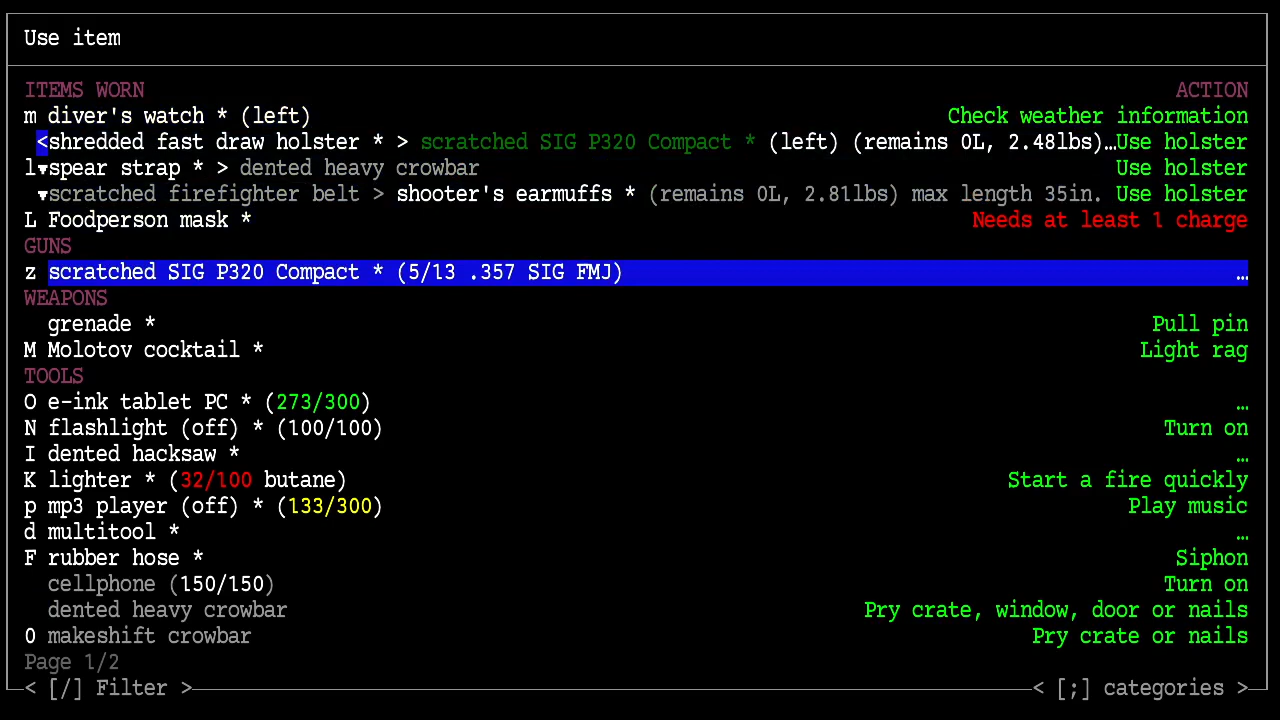 Use item
ITEMS WORN ACTION
m diver's watch * (left) Check weather information
<shredded fast draw holster * > scratched SIG P320 Compact * (left) (remains 0L, 2.48lbs)…Use holster
l▾spear strap * > dented heavy crowbar Use holster
▾scratched firefighter belt > shooter's earmuffs * (remains 0L, 2.81lbs) max length 35in. Use holster
L Foodperson mask * Needs at least 1 charge
GUNS
z scratched SIG P320 Compact * (5/13 .357 SIG FMJ) …
WEAPONS
grenade * Pull pin
M Molotov cocktail * Light rag
TOOLS
O e-ink tablet PC * (273/300) …
N flashlight (off) * (100/100) Turn on
I dented hacksaw * …
K lighter * (32/100 butane) Start a fire quickly
p mp3 player (off) * (133/300) Play music
d multitool * …
F rubber hose * Siphon
cellphone (150/150) Turn on
dented heavy crowbar Pry crate, window, door or nails
0 makeshift crowbar Pry crate or nails
Page 1/2
< [/] Filter > < [;] categories >